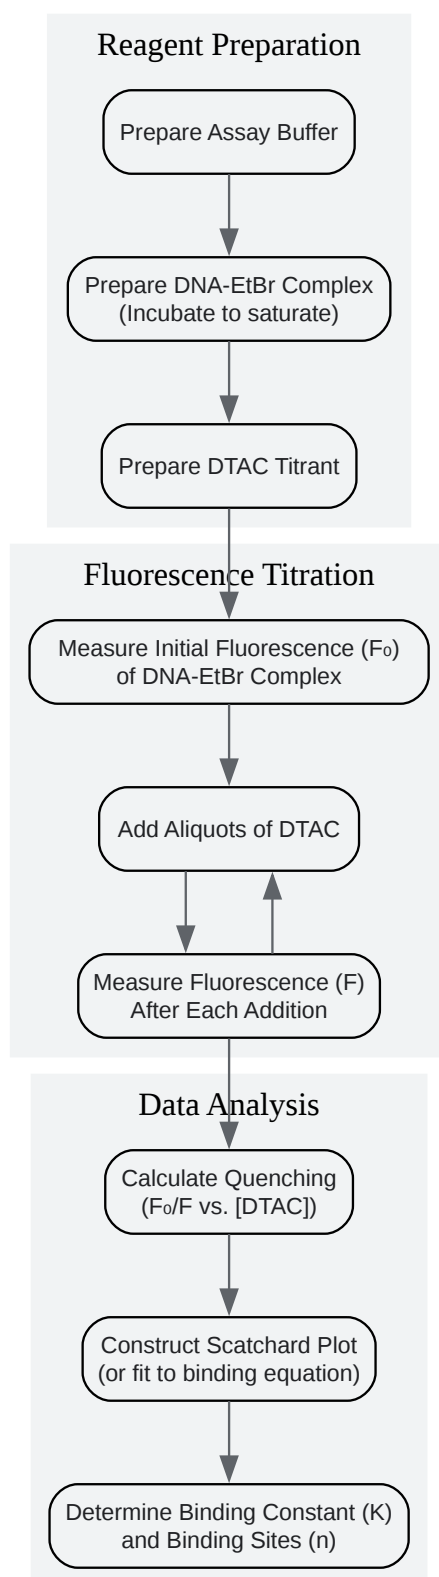 Reagent Preparation
Prepare Assay Buffer
Prepare DNA-EtBr Complex
(Incubate to saturate)
Prepare DTAC Titrant
Fluorescence Titration
Measure Initial Fluorescence (F₀)
of DNA-EtBr Complex
Add Aliquots of DTAC
Measure Fluorescence (F)
After Each Addition
Data Analysis
Calculate Quenching
(F₀/F vs. [DTAC])
Construct Scatchard Plot
(or fit to binding equation)
Determine Binding Constant (K)
and Binding Sites (n)